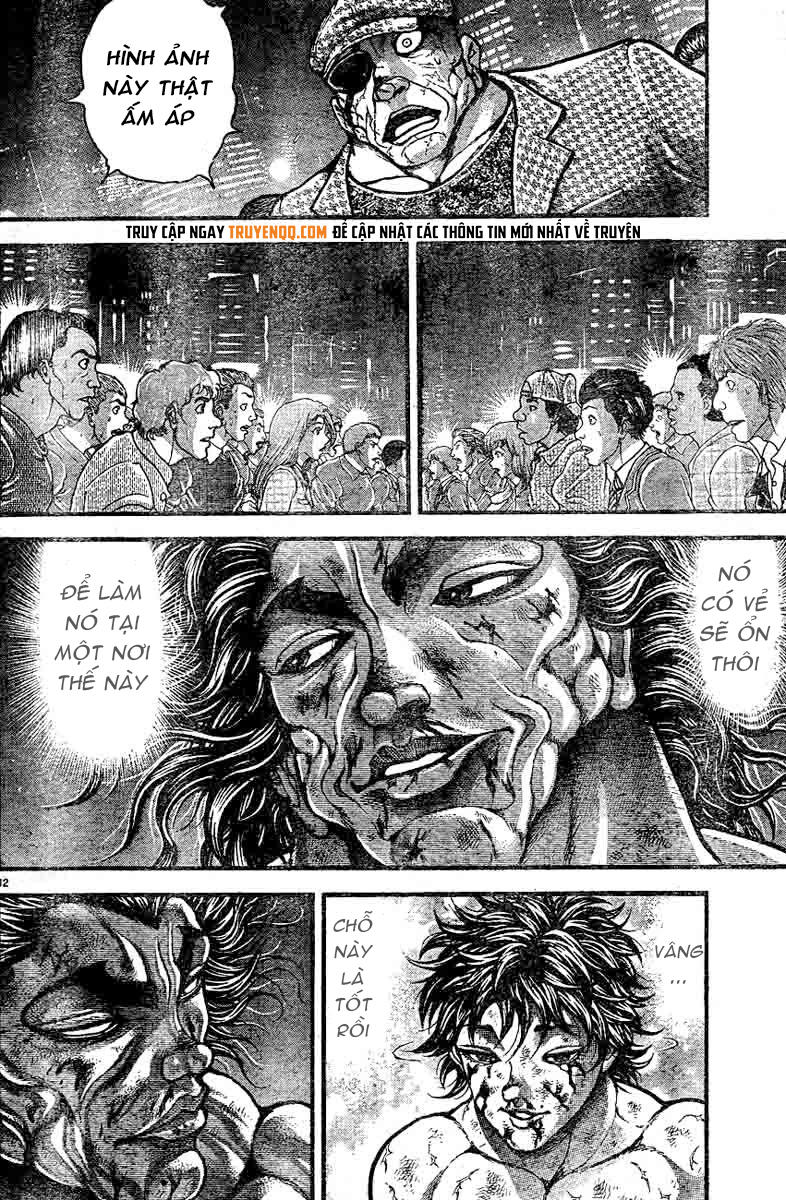 HÌNH ẢNH
NÀY THẬT
ẤM ÁP
TRUY CẬP NGAY TRUYENQQ.COM ĐỂ CẬP NHẬT CÁC THÔNG TIN MỚI NHẤT VỀ TRUYỆN
NÓ
CÓ VẺ
SẼ ỔN
THÔI
ĐỂ LÀM
NÓ TẠI
MỘT NƠI
THẾ NÀY
12
VÂNG
...
CHỖ
NÀY
LÀ
TỐT
RỒI